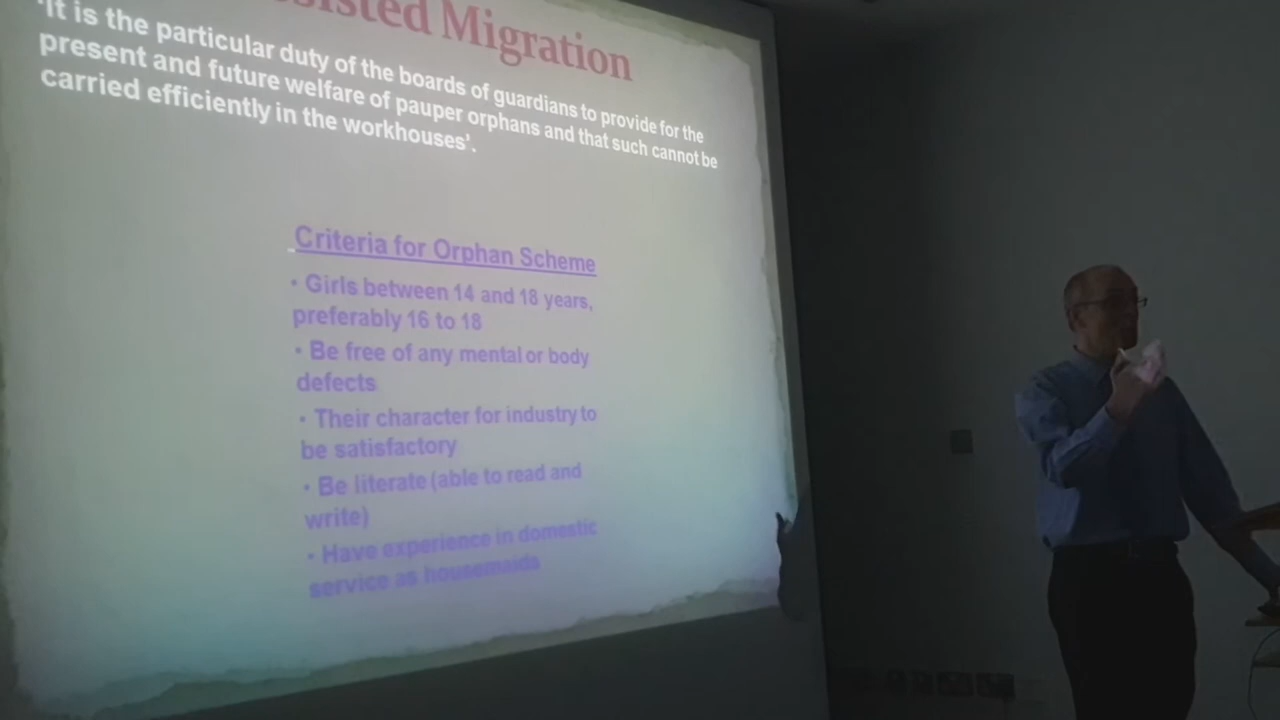 Migration
'It is the particular duty of the boards of guardians to provide for the
present and future welfare of pauper orphans and that such cannot be
carried efficiently in the workhouses'.
Criteria for Orphan Scheme
• Girls between 14 and 18 years,
preferably 16 to 18
• Be free of any mental or body
defects
• Their character for industry to
be satisfactory
• Be literate (able to read and
write)
• Have experience in domestic
service as housemaids